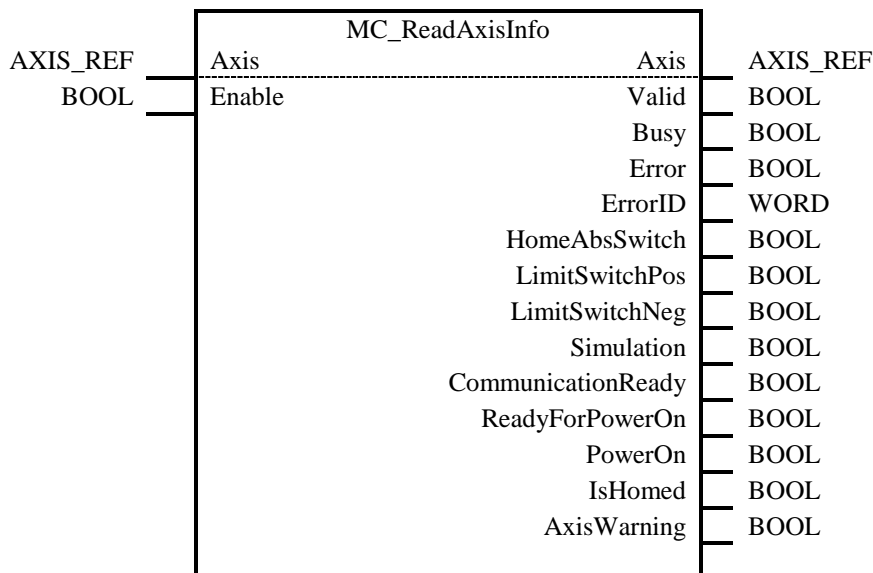 MC_ReadAxisInfo
AXIS_REF Axis Axis AXIS_REF
BOOL Enable Valid BOOL
Busy BOOL
Error BOOL
ErrorID WORD
HomeAbsSwitch BOOL
LimitSwitchPos BOOL
LimitSwitchNeg BOOL
Simulation BOOL
CommunicationReady BOOL
ReadyForPowerOn BOOL
PowerOn BOOL
IsHomed BOOL
AxisWarning BOOL